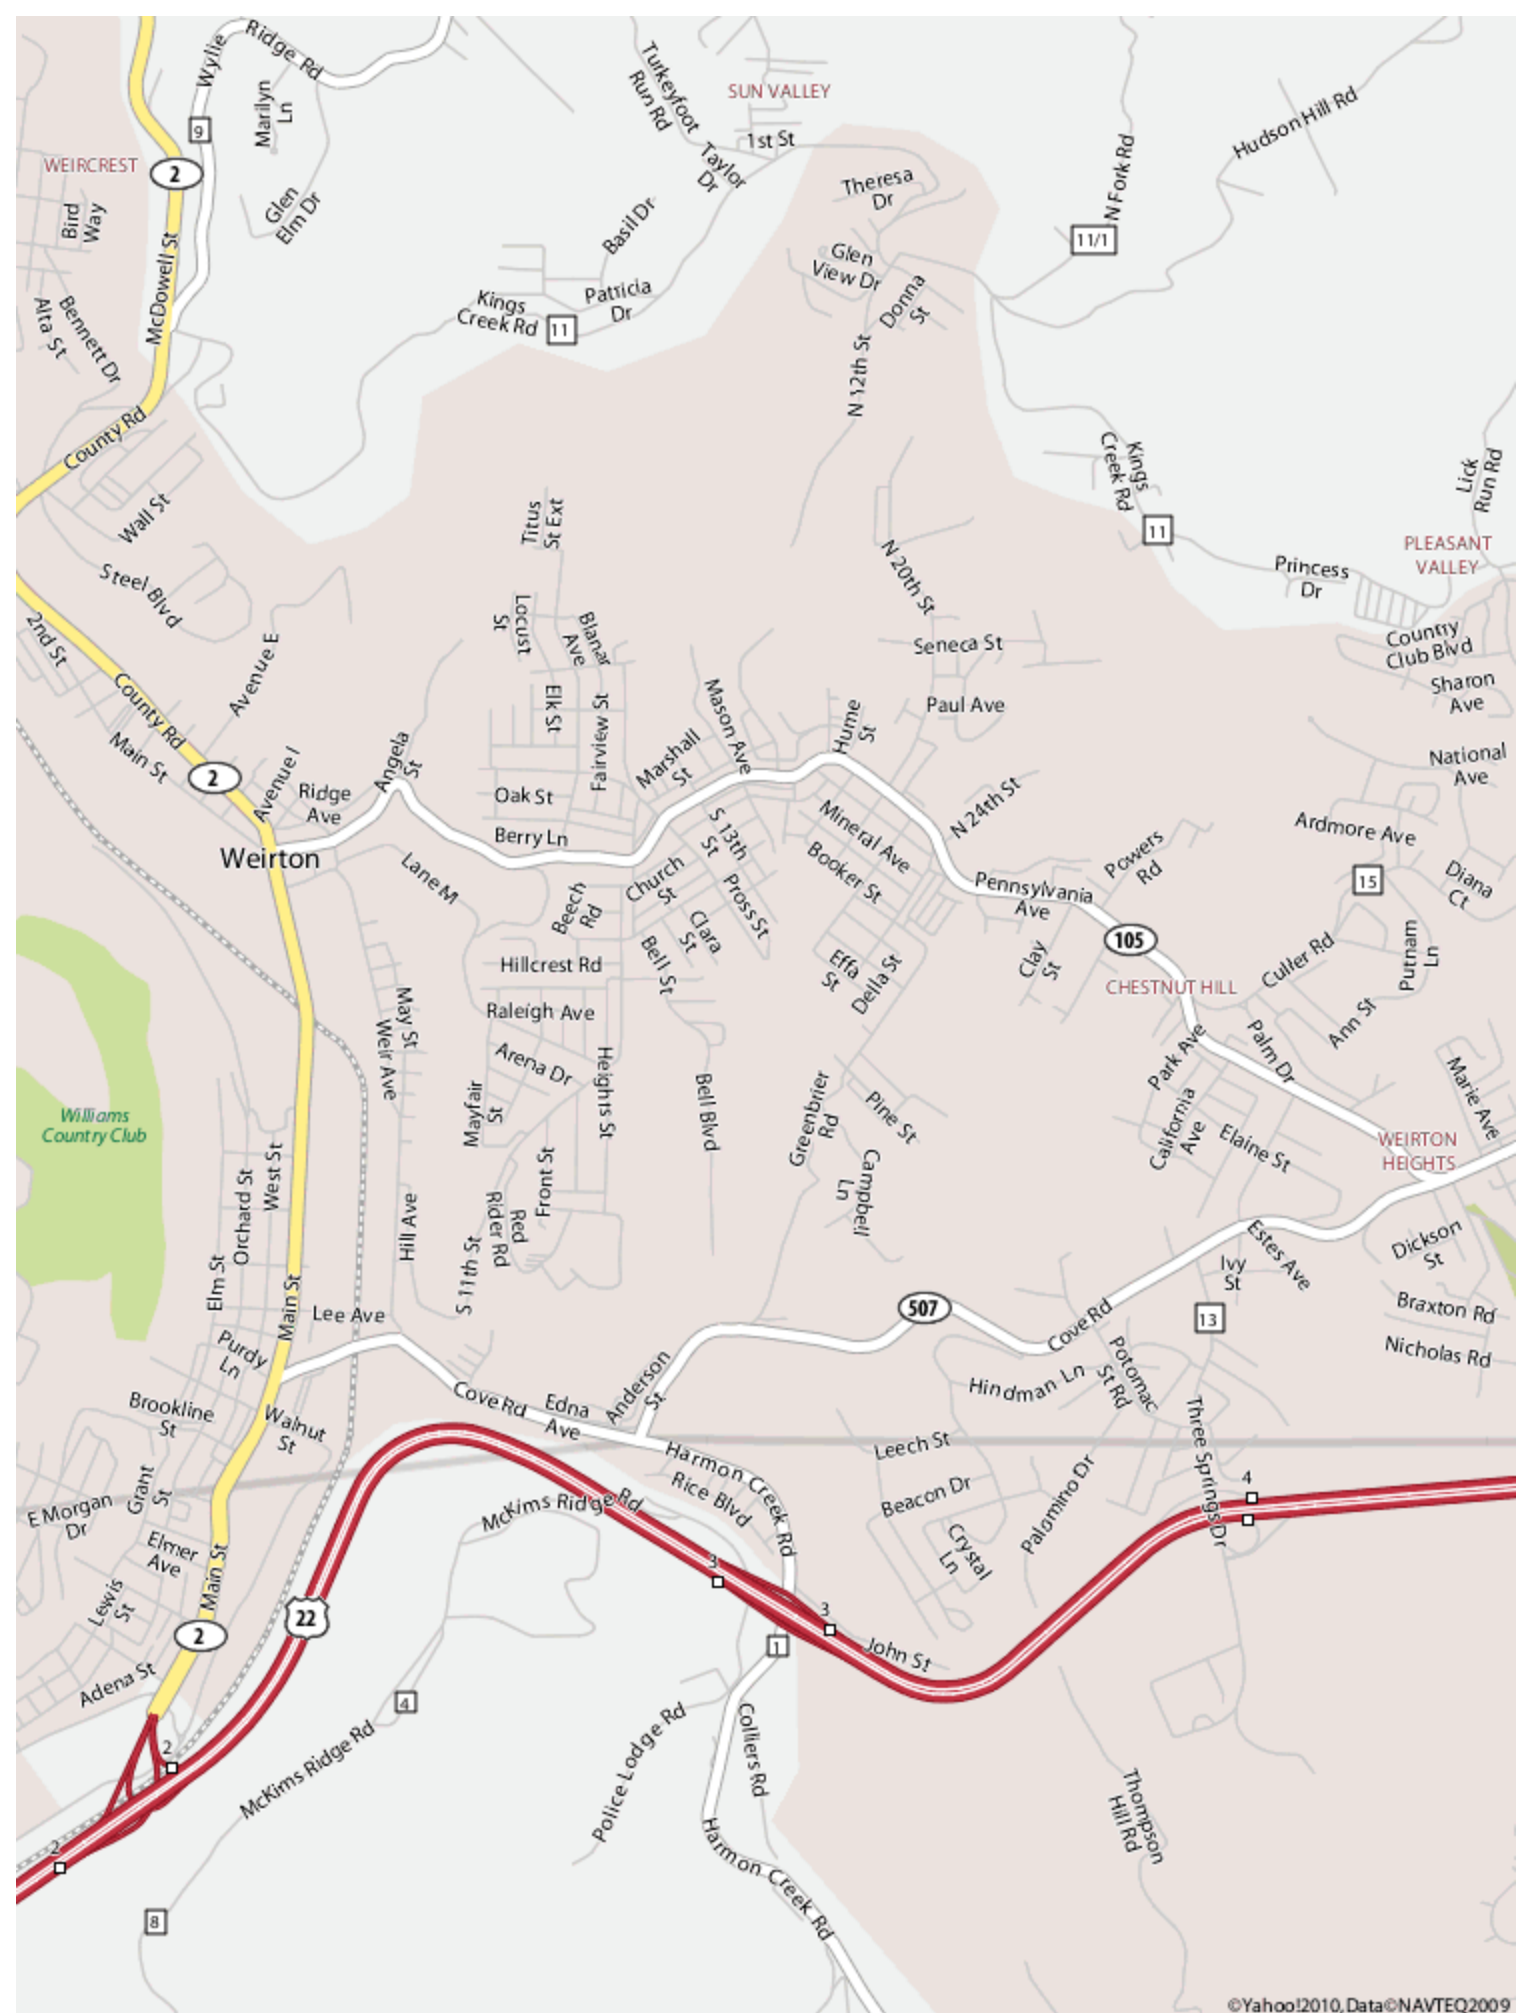 Wylie
Ridge Rd
Marilyn
Ln
9
Turkeyfoot
Run Rd
SUN VALLEY
1st St
Taylor
Dr
Hudson Hill Rd
N Fork Rd
11/1
WEIRCREST
2
Bird
Way
Glen
Elm Dr
McDowell St
Theresa
Dr
Basil Dr
Glen
View Dr
Donna
St
Kings
Creek Rd
11
Patricia
Dr
Alta St
Bennett Dr
N 12th St
County Rd
Kings
Creek Rd
11
Lick
Run Rd
PLEASANT
VALLEY
Princess
Dr
Wall St
Steel Blvd
Titus
St Ext
N 20th St
2nd St
Locust
St
Blanar
Ave
Seneca St
Country
Club Blvd
Sharon
Ave
Avenue E
County Rd
Main St
2
Elk St
Fairview St
Mason Ave
Marshall
St
Hume
St
Paul Ave
National
Ave
Angela
St
Avenue I
Ridge
Ave
Oak St
Berry Ln
N 24th St
Ardmore Ave
Weirton
Lane M
S 13th
St
Mineral Ave
Booker St
Powers
Rd
15
Diana
Ct
Church
St
Pross St
Pennsylvania
Ave
Beech
Rd
Clara
St
Bell St
105
Clay
St
Culler Rd
Putnam
Ln
Hillcrest Rd
Effa
St
Della St
CHESTNUT HILL
Raleigh Ave
May St
Weir Ave
Ann St
Palm Dr
Park Ave
Arena Dr
Heights St
Bell Blvd
Greenbrier
Rd
Pine St
Mayfair
St
California
Ave
Elaine St
Marie Ave
Williams
Country Club
WEIRTON
HEIGHTS
Orchard St
West St
Front St
Red
Rider Rd
Campbell
Ln
Hill Ave
Elm St
S 11th St
Estes Ave
Ivy
St
Dickson
St
Main St
Lee Ave
507
13
Cove Rd
Braxton Rd
Nicholas Rd
Purdy
Ln
Potomac
St Rd
Hindman Ln
Brookline
St
Walnut
St
Cove Rd
Edna
Ave
Anderson
St
Harmon Creek Rd
Leech St
Three Springs Dr
Grant
St
E Morgan
Dr
McKims Ridge Rd
Rice Blvd
Beacon Dr
Palomino Dr
4
Elmer
Ave
Main St
Crystal
Ln
3
Lewis
St
22
3
2
1
John St
Adena St
4
2
McKims Ridge Rd
Police Lodge Rd
Colliers Rd
Thompson
Hill Rd
2
Harmon Creek Rd
8
©Yahoo!2010, Data©NAVTEQ2009